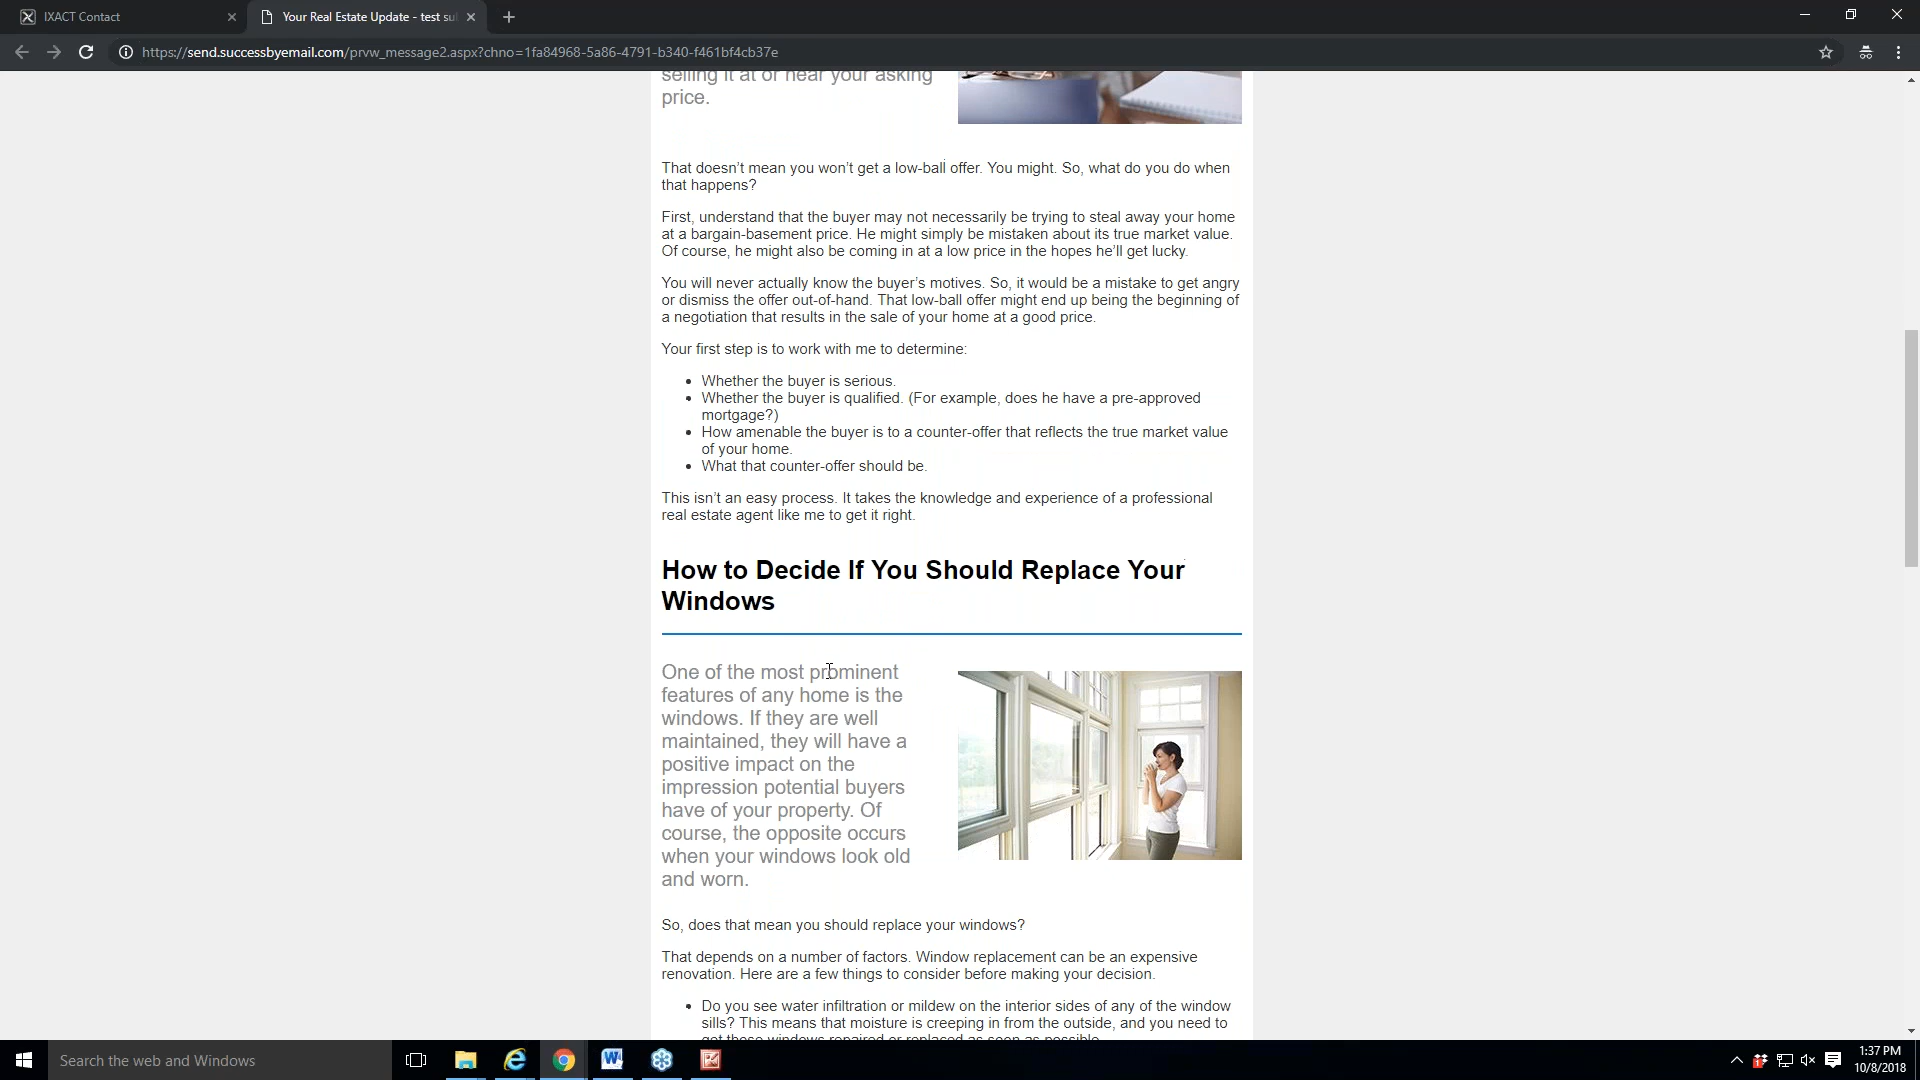 IXACT Contact
Your Real Estate Update - test su
https://send.successbyemail.com/prvw_message2.aspx?chno=1fa84968-5a86-4791-b340-f461bf4cb37e
selling it at or near your asking
price.
That doesn’t mean you won’t get a low-ball offer. You might. So, what do you do when
that happens?
First, understand that the buyer may not necessarily be trying to steal away your home
at a bargain-basement price. He might simply be mistaken about its true market value.
Of course, he might also be coming in at a low price in the hopes he’ll get lucky.
You will never actually know the buyer’s motives. So, it would be a mistake to get angry
or dismiss the offer out-of-hand. That low-ball offer might end up being the beginning of
a negotiation that results in the sale of your home at a good price.
Your first step is to work with me to determine:
• Whether the buyer is serious.
• Whether the buyer is qualified. (For example, does he have a pre-approved
mortgage?)
• How amenable the buyer is to a counter-offer that reflects the true market value
of your home.
• What that counter-offer should be.
This isn’t an easy process. It takes the knowledge and experience of a professional
real estate agent like me to get it right.
How to Decide If You Should Replace Your
Windows
One of the most prominent
features of any home is the
windows. If they are well
maintained, they will have a
positive impact on the
impression potential buyers
have of your property. Of
course, the opposite occurs
when your windows look old
and worn.
So, does that mean you should replace your windows?
That depends on a number of factors. Window replacement can be an expensive
renovation. Here are a few things to consider before making your decision.
• Do you see water infiltration or mildew on the interior sides of any of the window
sills? This means that moisture is creeping in from the outside, and you need to
get those windows repaired or replaced as soon as possible.
Search the web and Windows
1:37 PM
10/8/2018